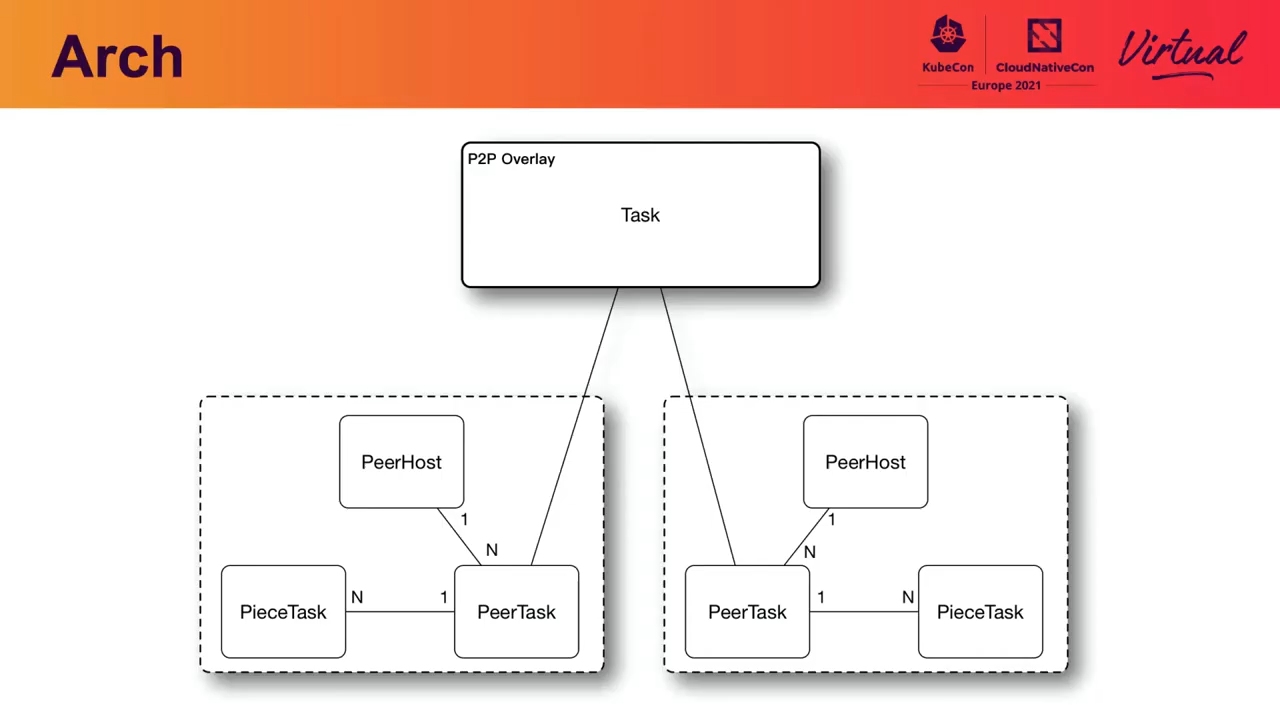 Arch
KubeCon
CloudNativeCon
Europe 2021
Virtual
P2P Overlay
Task
PeerHost
1
N
PieceTask
N
1
PeerTask
PeerHost
1
N
PeerTask
1
N
PieceTask